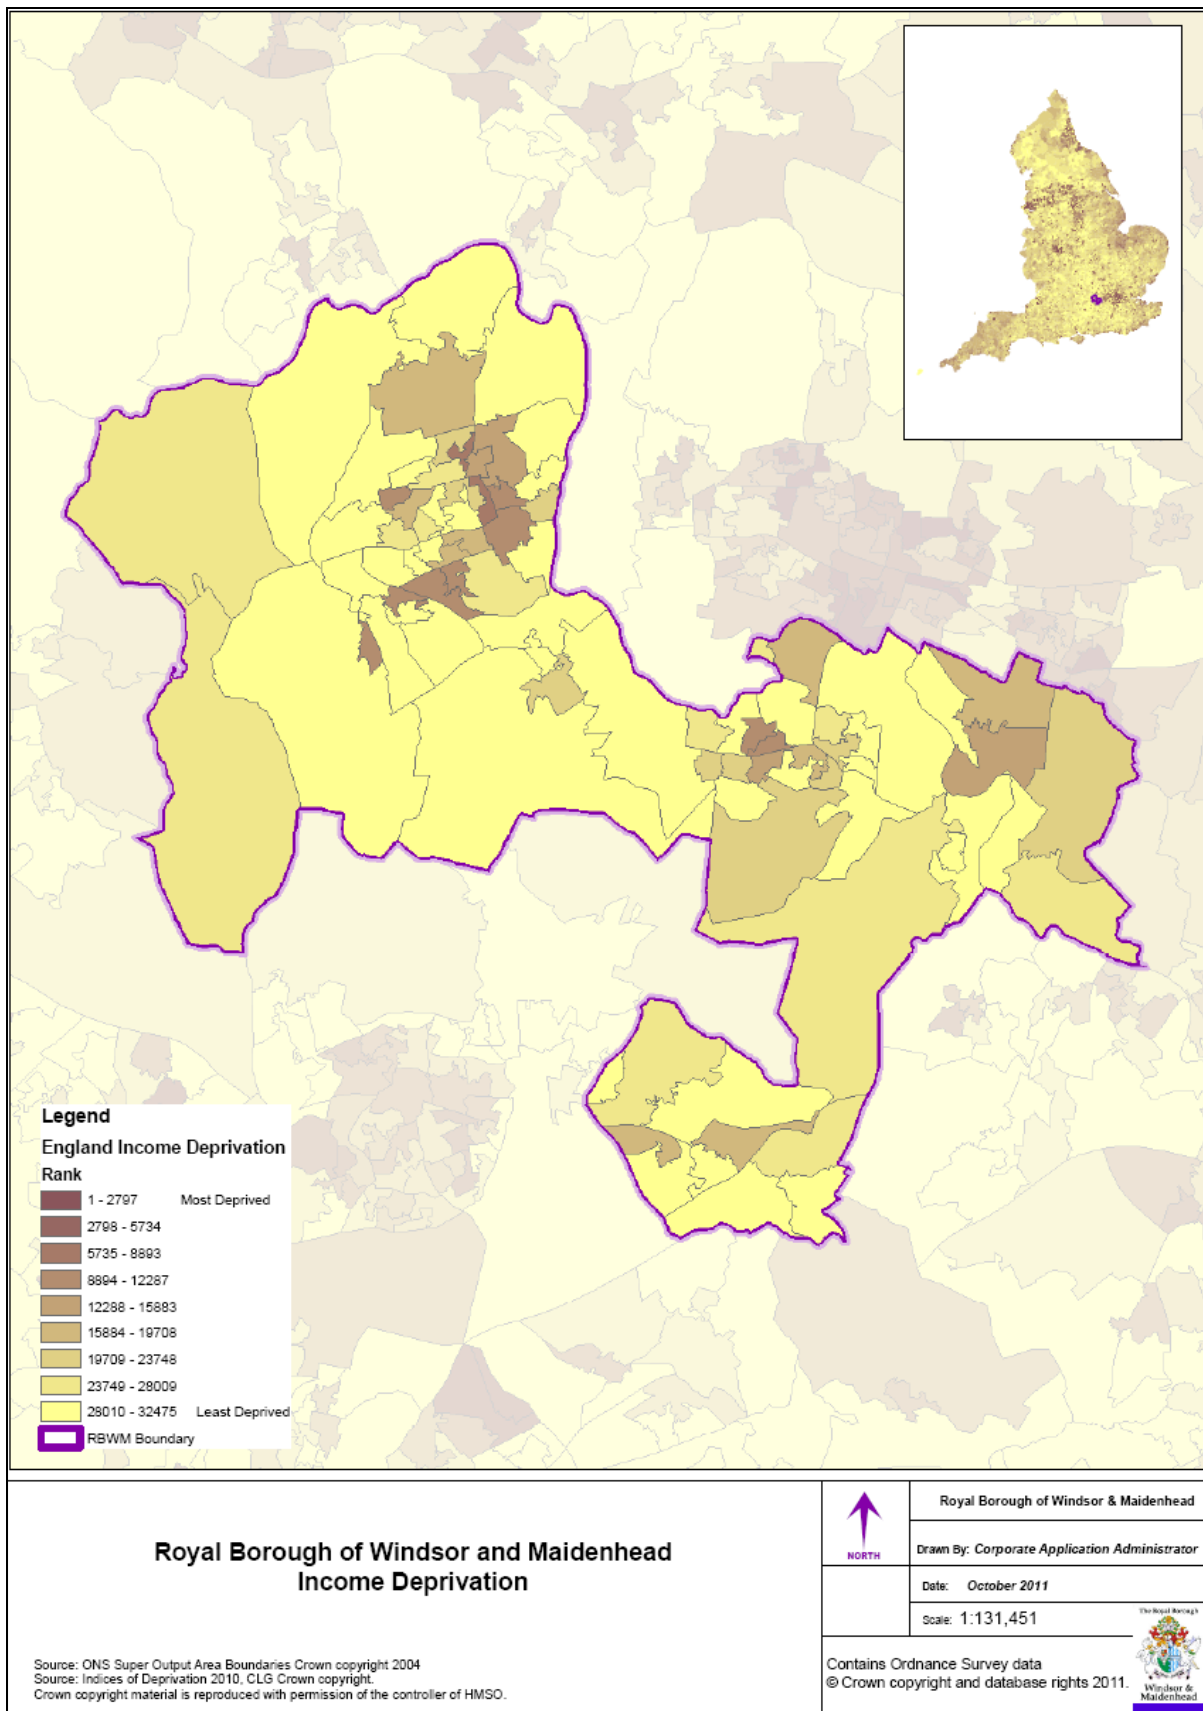 Legend
England Income Deprivation
Rank
1 - 2797 Most Deprived
2798 - 5734
5735 - 8893
8894 - 12287
12288 - 15883
15884 - 19708
19709 - 23748
23749 - 28009
28010 - 32475 Least Deprived
RBWM Boundary
Royal Borough of Windsor and Maidenhead
Income Deprivation
Source: ONS Super Output Area Boundaries Crown copyright 2004
Source: Indices of Deprivation 2010, CLG Crown copyright.
Crown copyright material is reproduced with permission of the controller of HMSO.
NORTH
Royal Borough of Windsor & Maidenhead
Drawn By: Corporate Application Administrator
Date: October 2011
Scale: 1:131,451
Contains Ordnance Survey data
© Crown copyright and database rights 2011.
The Royal Borough
Windsor &
Maidenhead